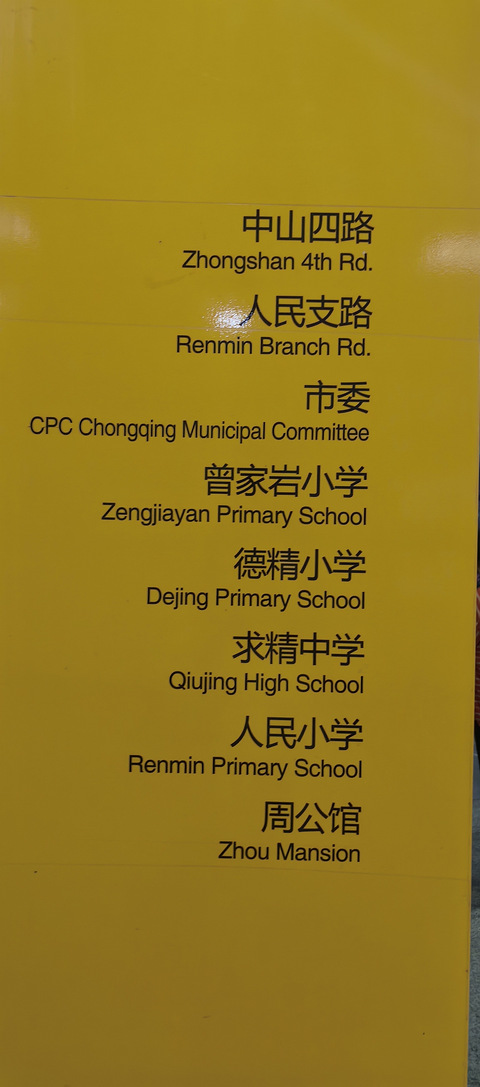 中山四路
Zhongshan 4th Rd.
人民支路
Renmin Branch Rd.
市委
CPC Chongqing Municipal Committee
曾家岩小学
Zengjiayan Primary School
德精小学
Dejing Primary School
求精中学
Qiujing High School
人民小学
Renmin Primary School
周公馆
Zhou Mansion